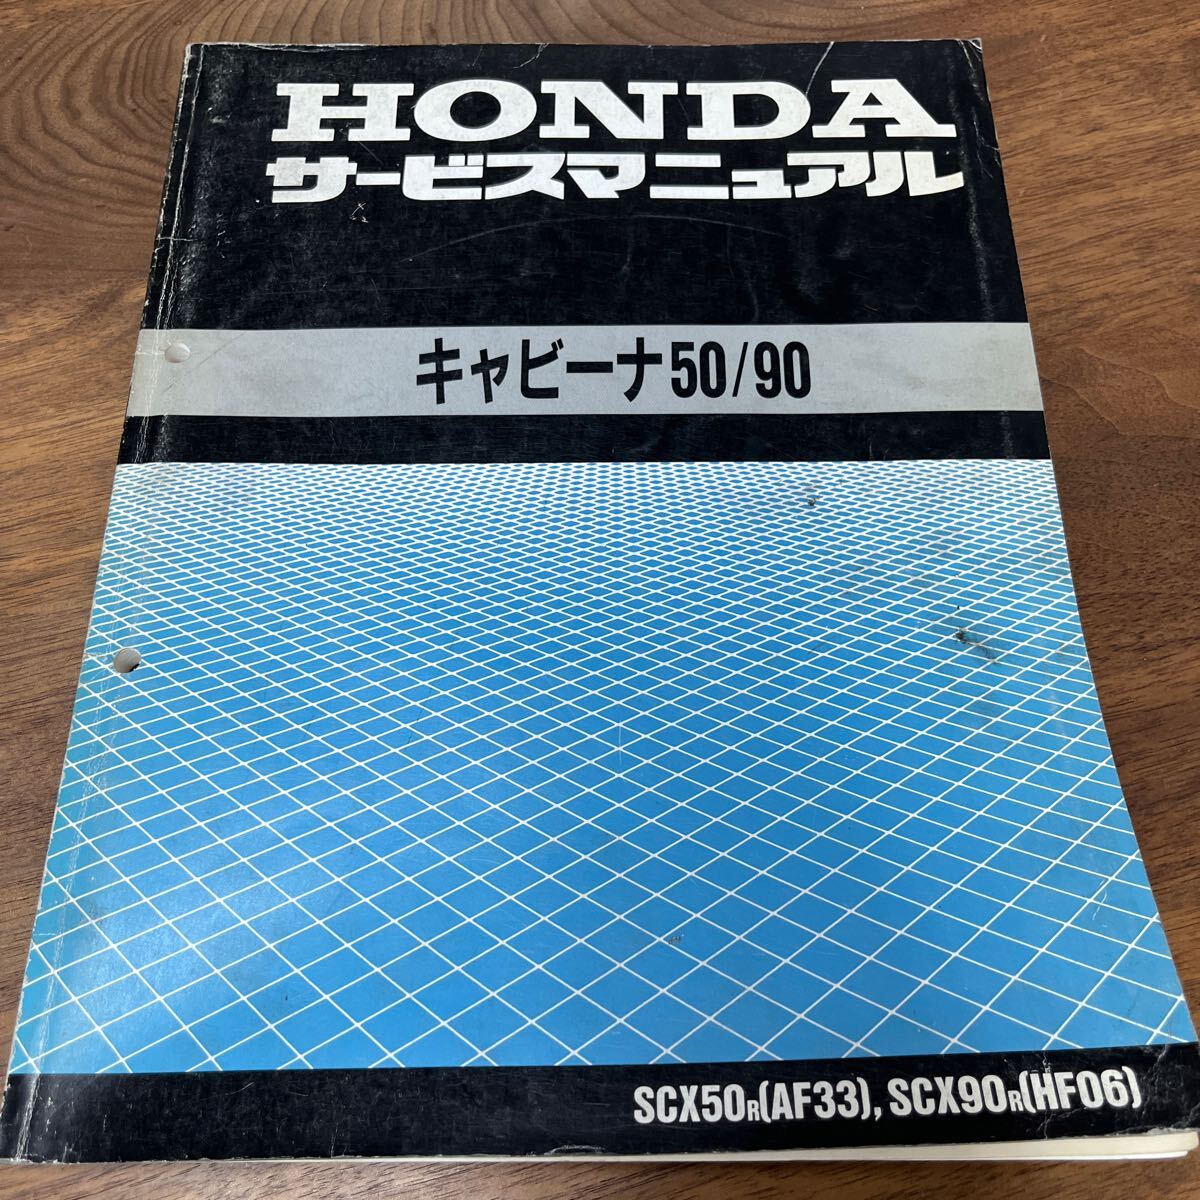 HONDA
サービスマニュアル
キャビーナ50/90
SCX50R(AF33), SCX90R(HF06)